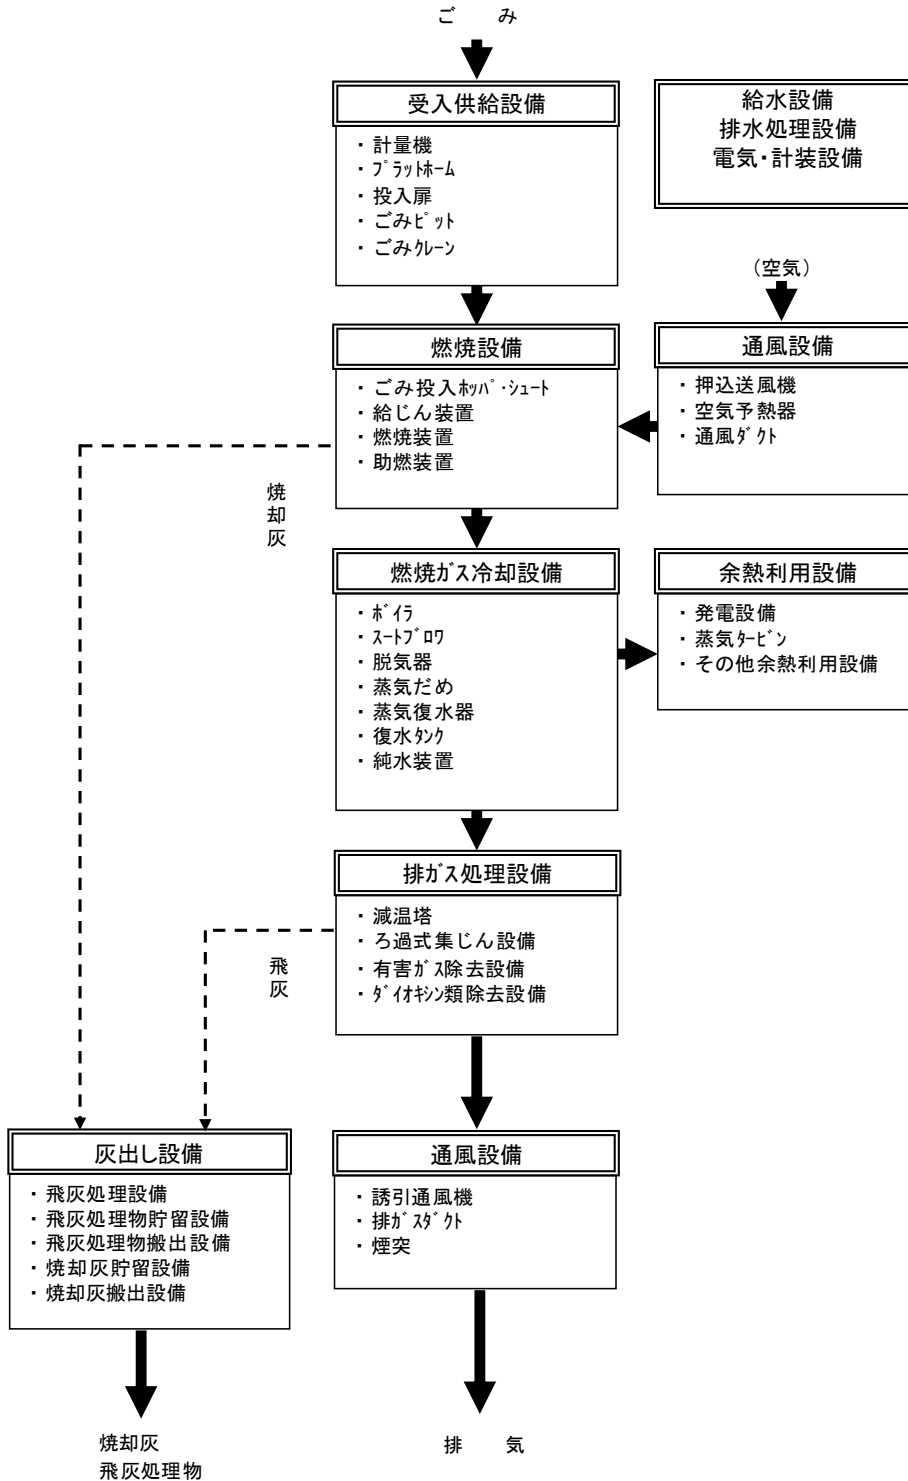 ご　み
受入供給設備
・計量機
・ﾌﾟﾗｯﾄﾎｰﾑ
・投入扉
・ごみﾋﾟｯﾄ
・ごみｸﾚｰﾝ
給水設備
排水処理設備
電気・計装設備
（空気）
燃焼設備
・ごみ投入ﾎｯﾊﾟ・ｼｭｰﾄ
・給じん装置
・燃焼装置
・助燃装置
通風設備
・押込送風機
・空気予熱器
・通風ﾀﾞｸﾄ
焼却灰
燃焼ｶﾞｽ冷却設備
・ﾎﾞｲﾗ
・ｽｰﾄﾌﾞﾛﾜ
・脱気器
・蒸気だめ
・蒸気復水器
・復水ﾀﾝｸ
・純水装置
余熱利用設備
・発電設備
・蒸気ﾀｰﾋﾞﾝ
・その他余熱利用設備
排ｶﾞｽ処理設備
・減温塔
・ろ過式集じん設備
・有害ｶﾞｽ除去設備
・ﾀﾞｲｵｷｼﾝ類除去設備
飛灰
灰出し設備
・飛灰処理設備
・飛灰処理物貯留設備
・飛灰処理物搬出設備
・焼却灰貯留設備
・焼却灰搬出設備
通風設備
・誘引通風機
・排ｶﾞｽﾀﾞｸﾄ
・煙突
焼却灰
飛灰処理物
排　気